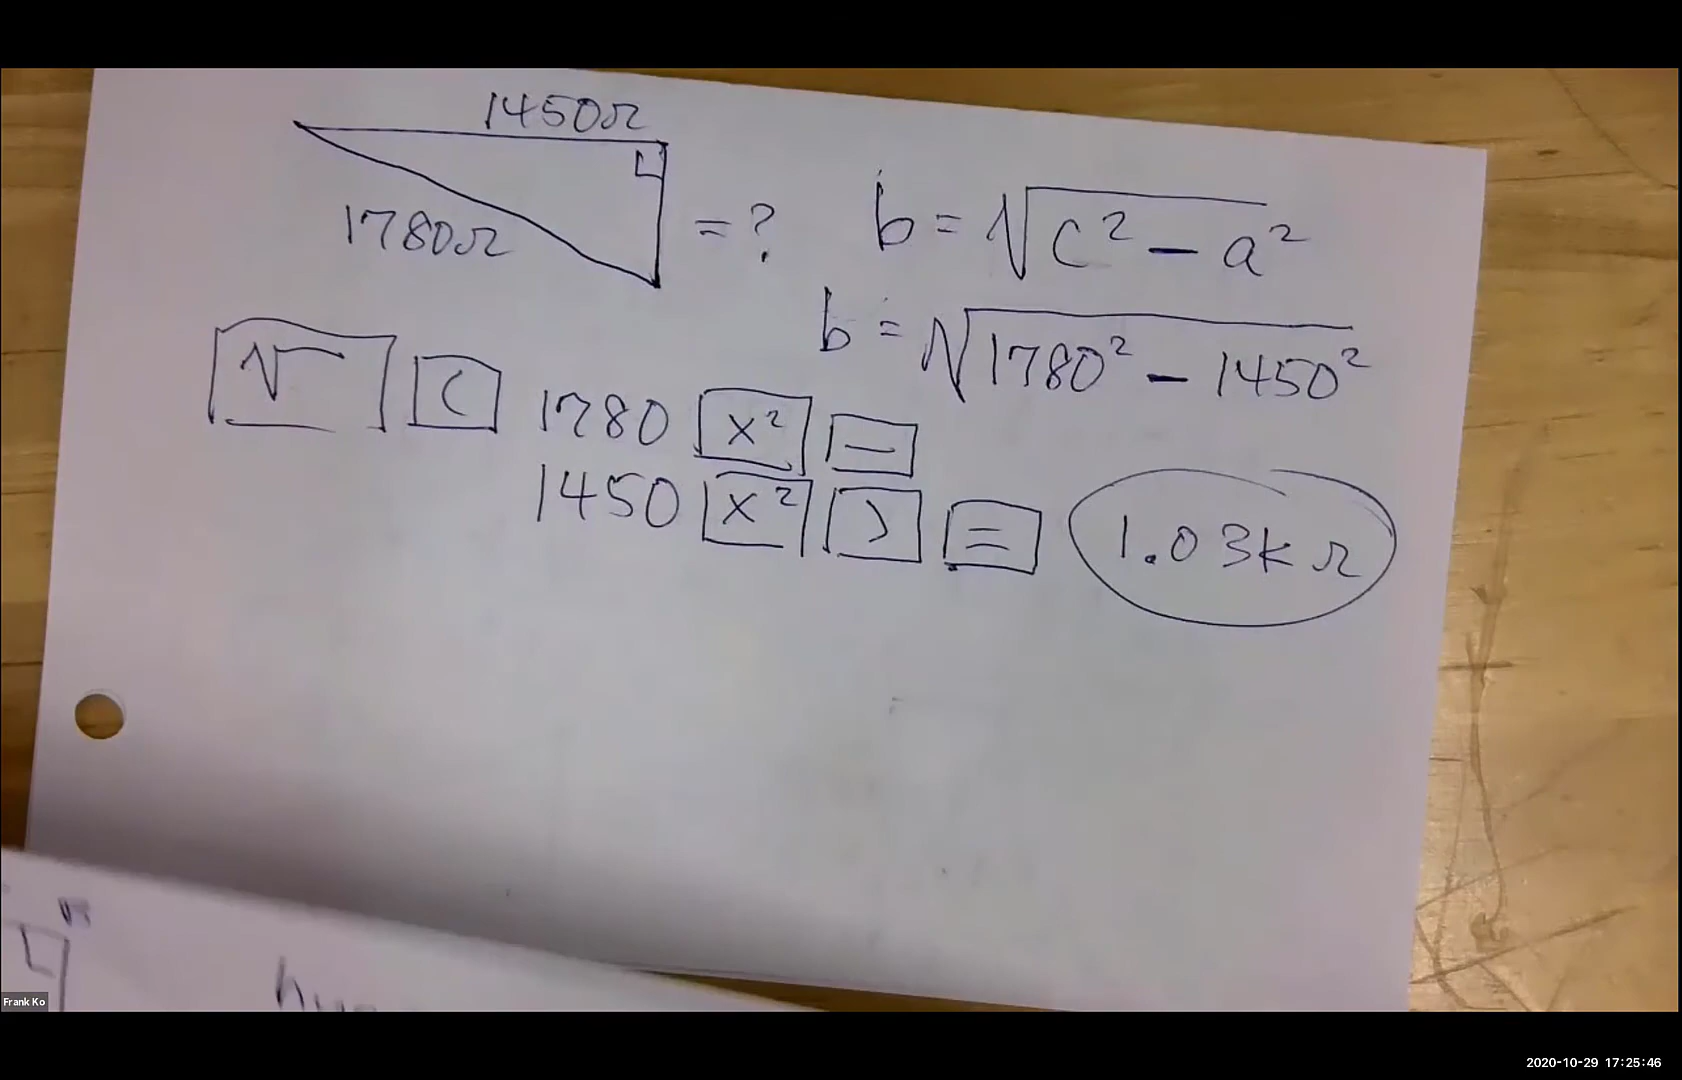 1450Ω
1780Ω
= ?
b = √c² - a²
b = √1780² - 1450²
√ ( 1780 x² -
1450 x² ) = 1.03kΩ
Frank Ko
2020-10-29 17:25:46